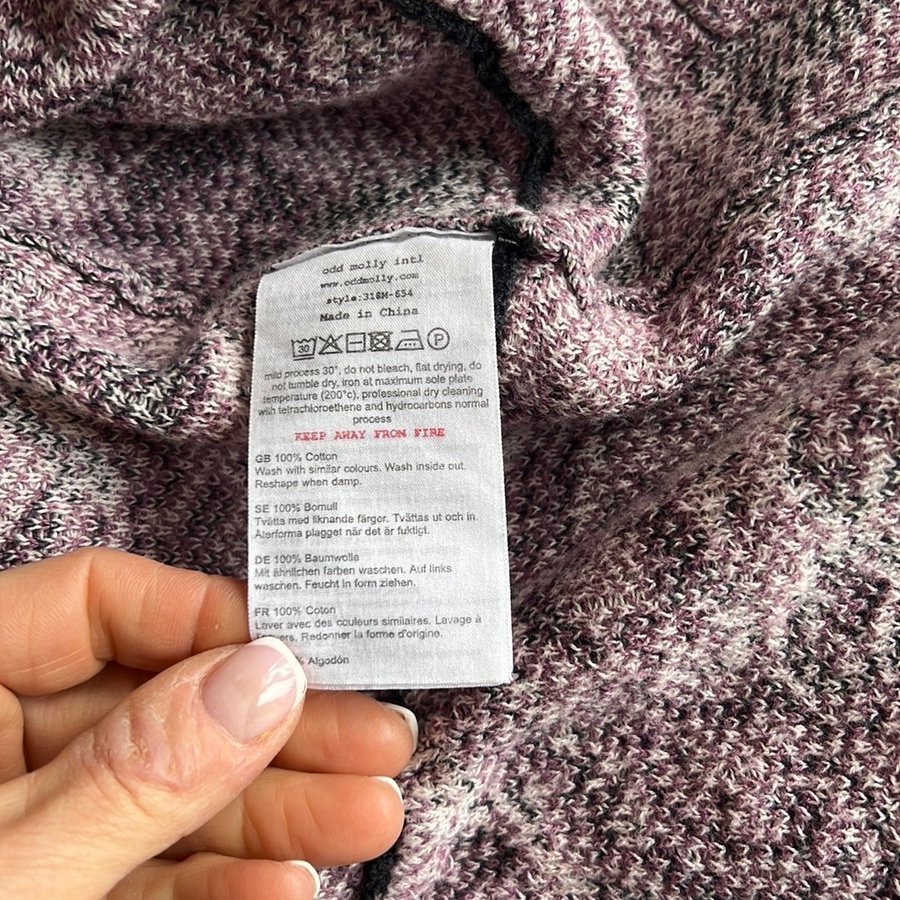 odd molly intl
www.oddmolly.com
style:318M-654
Made in China
30 P
mild process 30°, do not bleach, flat drying, do
not tumble dry, iron at maximum sole plate
temperature (200°c), professional dry cleaning
with tetrachloroethene and hydrocarbons normal
process
KEEP AWAY FROM FIRE
GB 100% Cotton
Wash with similar colours. Wash inside out.
Reshape when damp.
SE 100% Bomull
Tvätta med liknande färger. Tvättas ut och in.
Återforma plagget när det är fuktigt.
DE 100% Baumwolle
Mit ähnlichen farben waschen. Auf links
waschen. Feucht in form ziehen.
FR 100% Coton
Laver avec des couleurs similaires. Lavage à
l'envers. Redonner la forme d'origine.
% Algodón